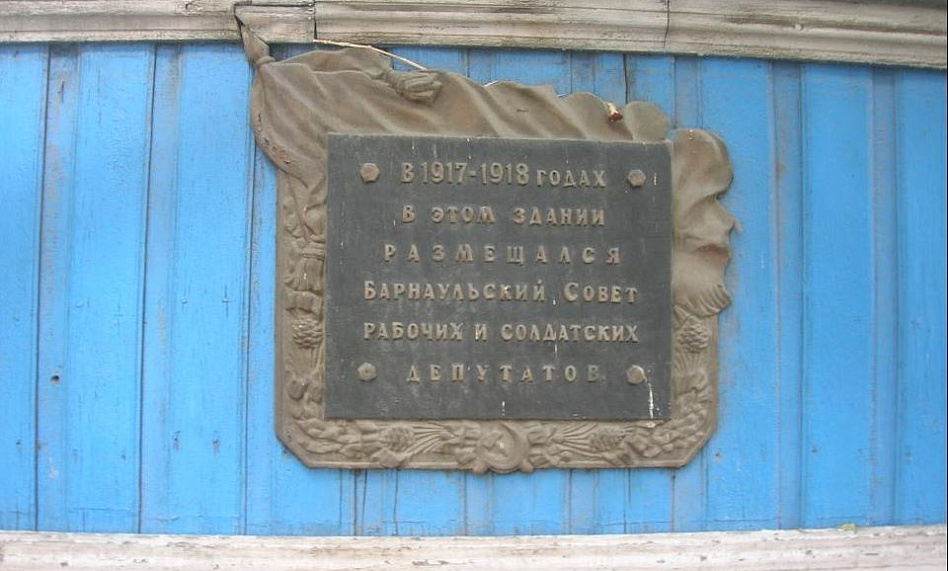 В 1917-1918 ГОДАХ
В ЭТОМ ЗДАНИИ
РАЗМЕЩАЛСЯ
БАРНАУЛЬСКИЙ СОВЕТ
РАБОЧИХ И СОЛДАТСКИХ
ДЕПУТАТОВ